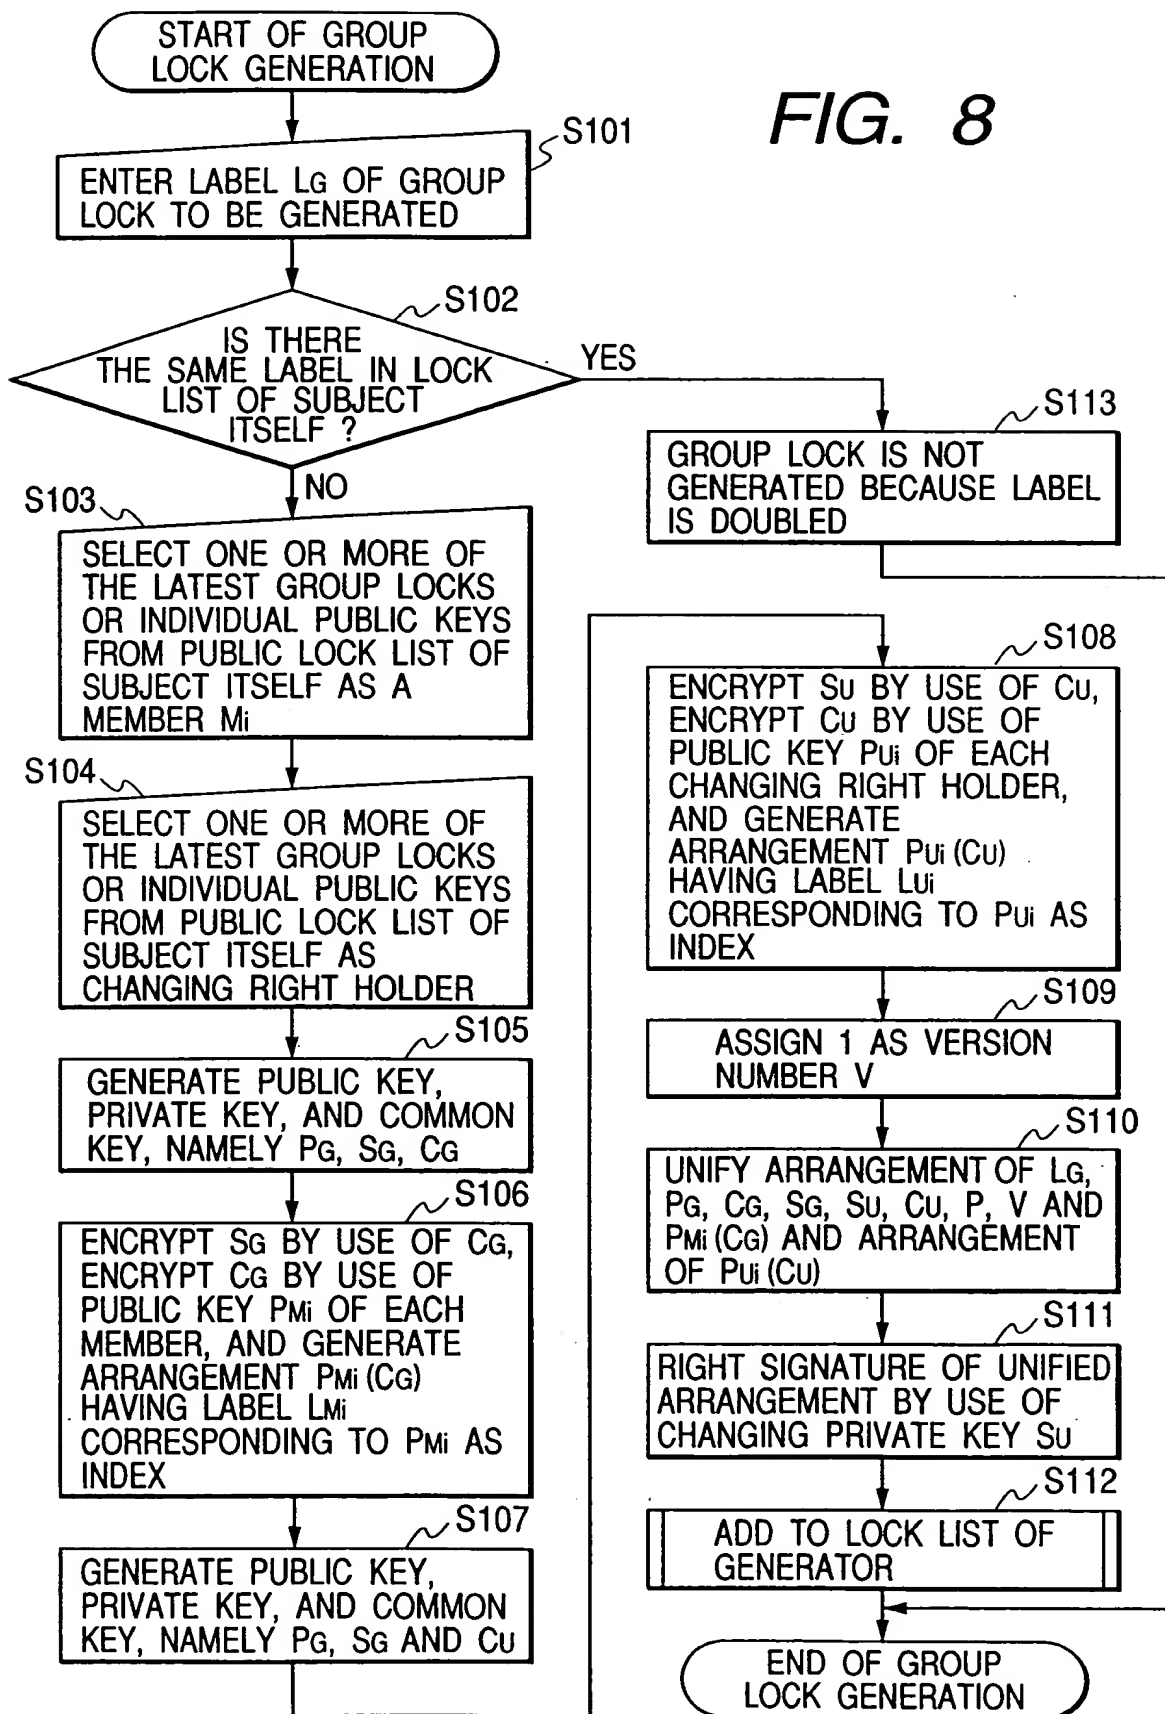 START OF GROUP
LOCK GENERATION
FIG. 8
S101
ENTER LABEL LG OF GROUP
LOCK TO BE GENERATED
S102
IS THERE
THE SAME LABEL IN LOCK
LIST OF SUBJECT
ITSELF ?
YES
NO
S103
SELECT ONE OR MORE OF
THE LATEST GROUP LOCKS
OR INDIVIDUAL PUBLIC KEYS
FROM PUBLIC LOCK LIST OF
SUBJECT ITSELF AS A
MEMBER Mi
S104
SELECT ONE OR MORE OF
THE LATEST GROUP LOCKS
OR INDIVIDUAL PUBLIC KEYS
FROM PUBLIC LOCK LIST OF
SUBJECT ITSELF AS
CHANGING RIGHT HOLDER
S105
GENERATE PUBLIC KEY,
PRIVATE KEY, AND COMMON
KEY, NAMELY PG, SG, CG
S106
ENCRYPT SG BY USE OF CG,
ENCRYPT CG BY USE OF
PUBLIC KEY PMi OF EACH
MEMBER, AND GENERATE
ARRANGEMENT PMi (CG)
HAVING LABEL LMi
CORRESPONDING TO PMi AS
INDEX
S107
GENERATE PUBLIC KEY,
PRIVATE KEY, AND COMMON
KEY, NAMELY PG, SG AND CU
S113
GROUP LOCK IS NOT
GENERATED BECAUSE LABEL
IS DOUBLED
S108
ENCRYPT SU BY USE OF CU,
ENCRYPT CU BY USE OF
PUBLIC KEY PUi OF EACH
CHANGING RIGHT HOLDER,
AND GENERATE
ARRANGEMENT PUi (CU)
HAVING LABEL LUi
CORRESPONDING TO PUi AS
INDEX
S109
ASSIGN 1 AS VERSION
NUMBER V
S110
UNIFY ARRANGEMENT OF LG,
PG, CG, SG, SU, CU, P, V AND
PMi (CG) AND ARRANGEMENT
OF PUi (CU)
S111
RIGHT SIGNATURE OF UNIFIED
ARRANGEMENT BY USE OF
CHANGING PRIVATE KEY SU
S112
ADD TO LOCK LIST OF
GENERATOR
END OF GROUP
LOCK GENERATION